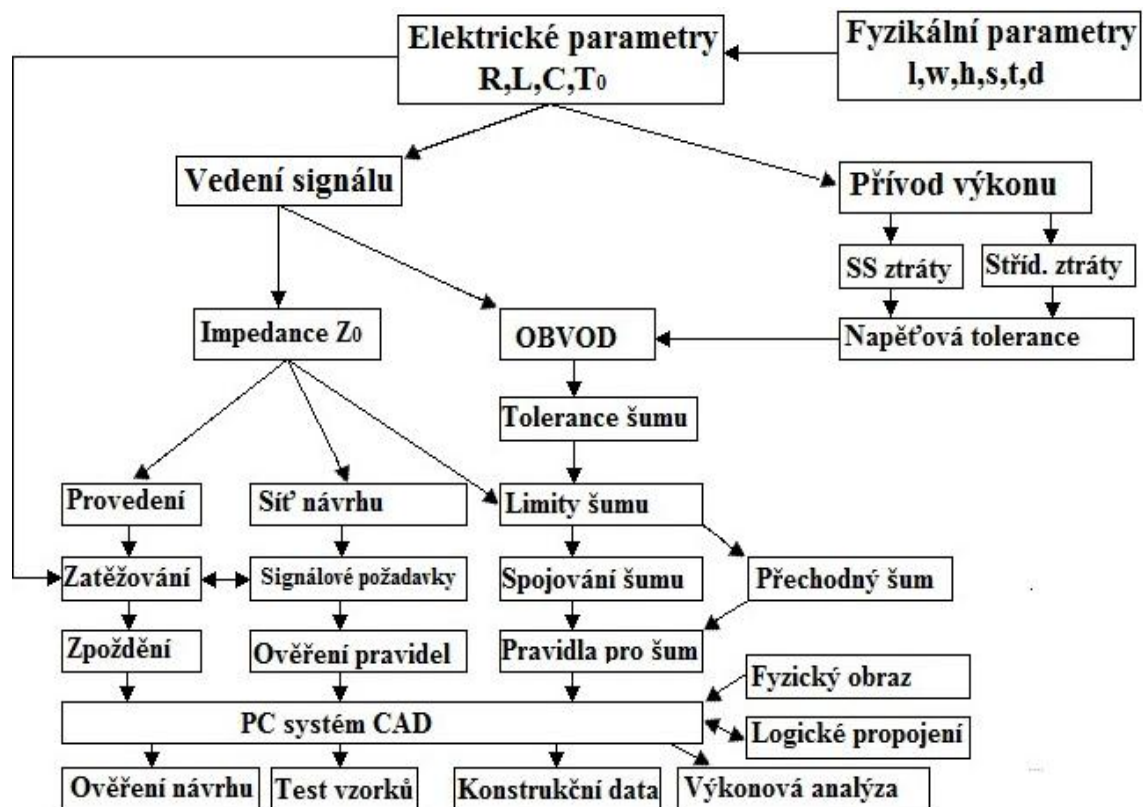 Elektrické parametry
R,L,C,T0
Fyzikální parametry
l,w,h,s,t,d
Vedení signálu
Přívod výkonu
SS ztráty
Stříd. ztráty
Impedance Z0
OBVOD
Napěťová tolerance
Tolerance šumu
Provedení
Síť návrhu
Limity šumu
Zatěžování
Signálové požadavky
Spojování šumu
Přechodný šum
Zpoždění
Ověření pravidel
Pravidla pro šum
Fyzický obraz
PC systém CAD
Logické propojení
Ověření návrhu
Test vzorků
Konstrukční data
Výkonová analýza